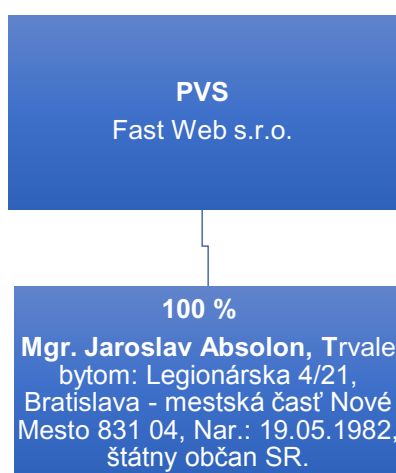 PVS
Fast Web s.r.o.
100 %
Mgr. Jaroslav Absolon, Trvale
bytom: Legionárska 4/21,
Bratislava - mestská časť Nové
Mesto 831 04, Nar.: 19.05.1982,
štátny občan SR.